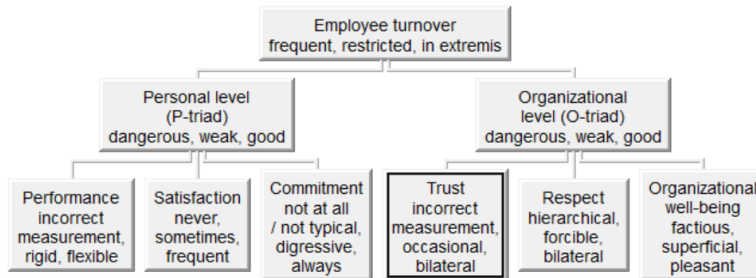 Employee turnover
frequent, restricted, in extremis
Personal level
(P-triad)
dangerous, weak, good
Organizational
level (O-triad)
dangerous, weak, good
Performance
incorrect
measurement,
rigid, flexible
Satisfaction
never,
sometimes,
frequent
Commitment
not at all
/ not typical,
digressive,
always
Trust
incorrect
measurement,
occasional,
bilateral
Respect
hierarchical,
forcible,
bilateral
Organizational
well-being
factious,
superficial,
pleasant